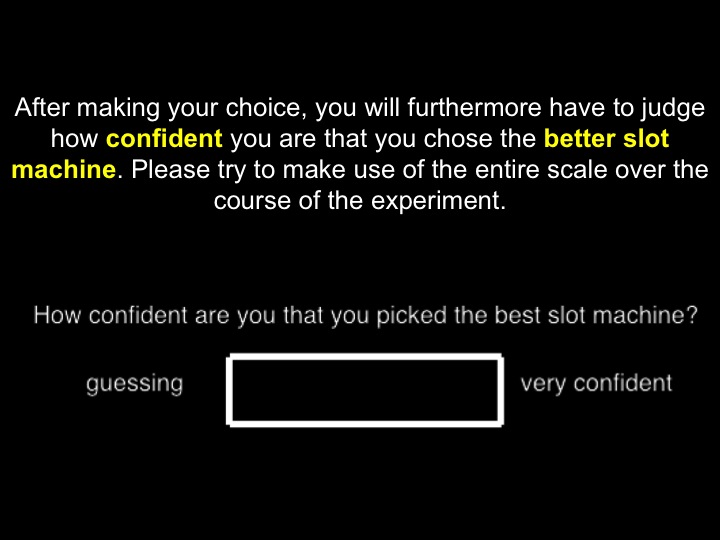 After making your choice, you will furthermore have to judge
how confident you are that you chose the better slot
machine. Please try to make use of the entire scale over the
course of the experiment.
How confident are you that you picked the best slot machine?
guessing
very confident